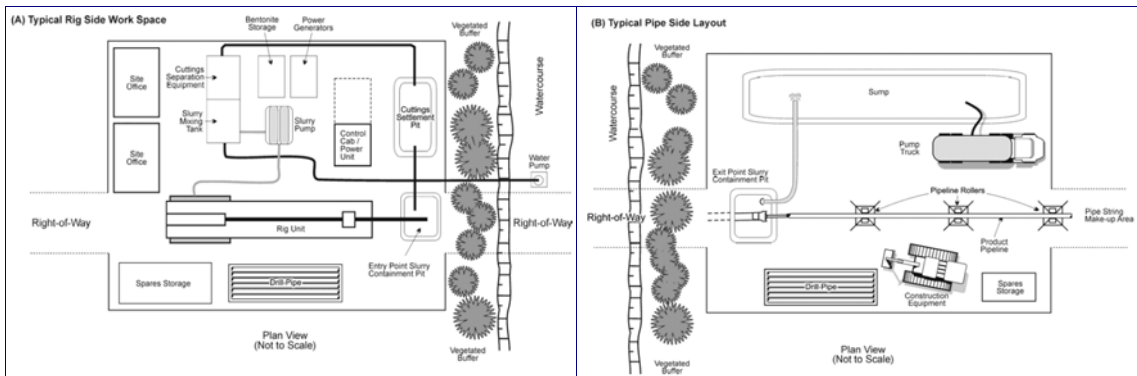 (A) Typical Rig Side Work Space
Bentonite
Storage
Power
Generators
Vegetated
Buffer
Site
Office
Cuttings
Separation
Equipment
Slurry
Mixing
Tank
Slurry
Pump
Control
Cab /
Power
Unit
Cuttings
Settlement
Pit
Watercourse
Site
Office
Water
Pump
Right-of-Way
Rig Unit
Right-of-Way
Entry Point Slurry
Containment Pit
Spares Storage
Drill-Pipe
Plan View
(Not to Scale)
Vegetated
Buffer
(B) Typical Pipe Side Layout
Vegetated
Buffer
Watercourse
Sump
Pump
Truck
Exit Point Slurry
Containment Pit
Pipeline Rollers
Right-of-Way
Pipe String
Make-up Area
Product
Pipeline
Drill-Pipe
Construction
Equipment
Spares
Storage
Plan View
(Not to Scale)
Vegetated
Buffer